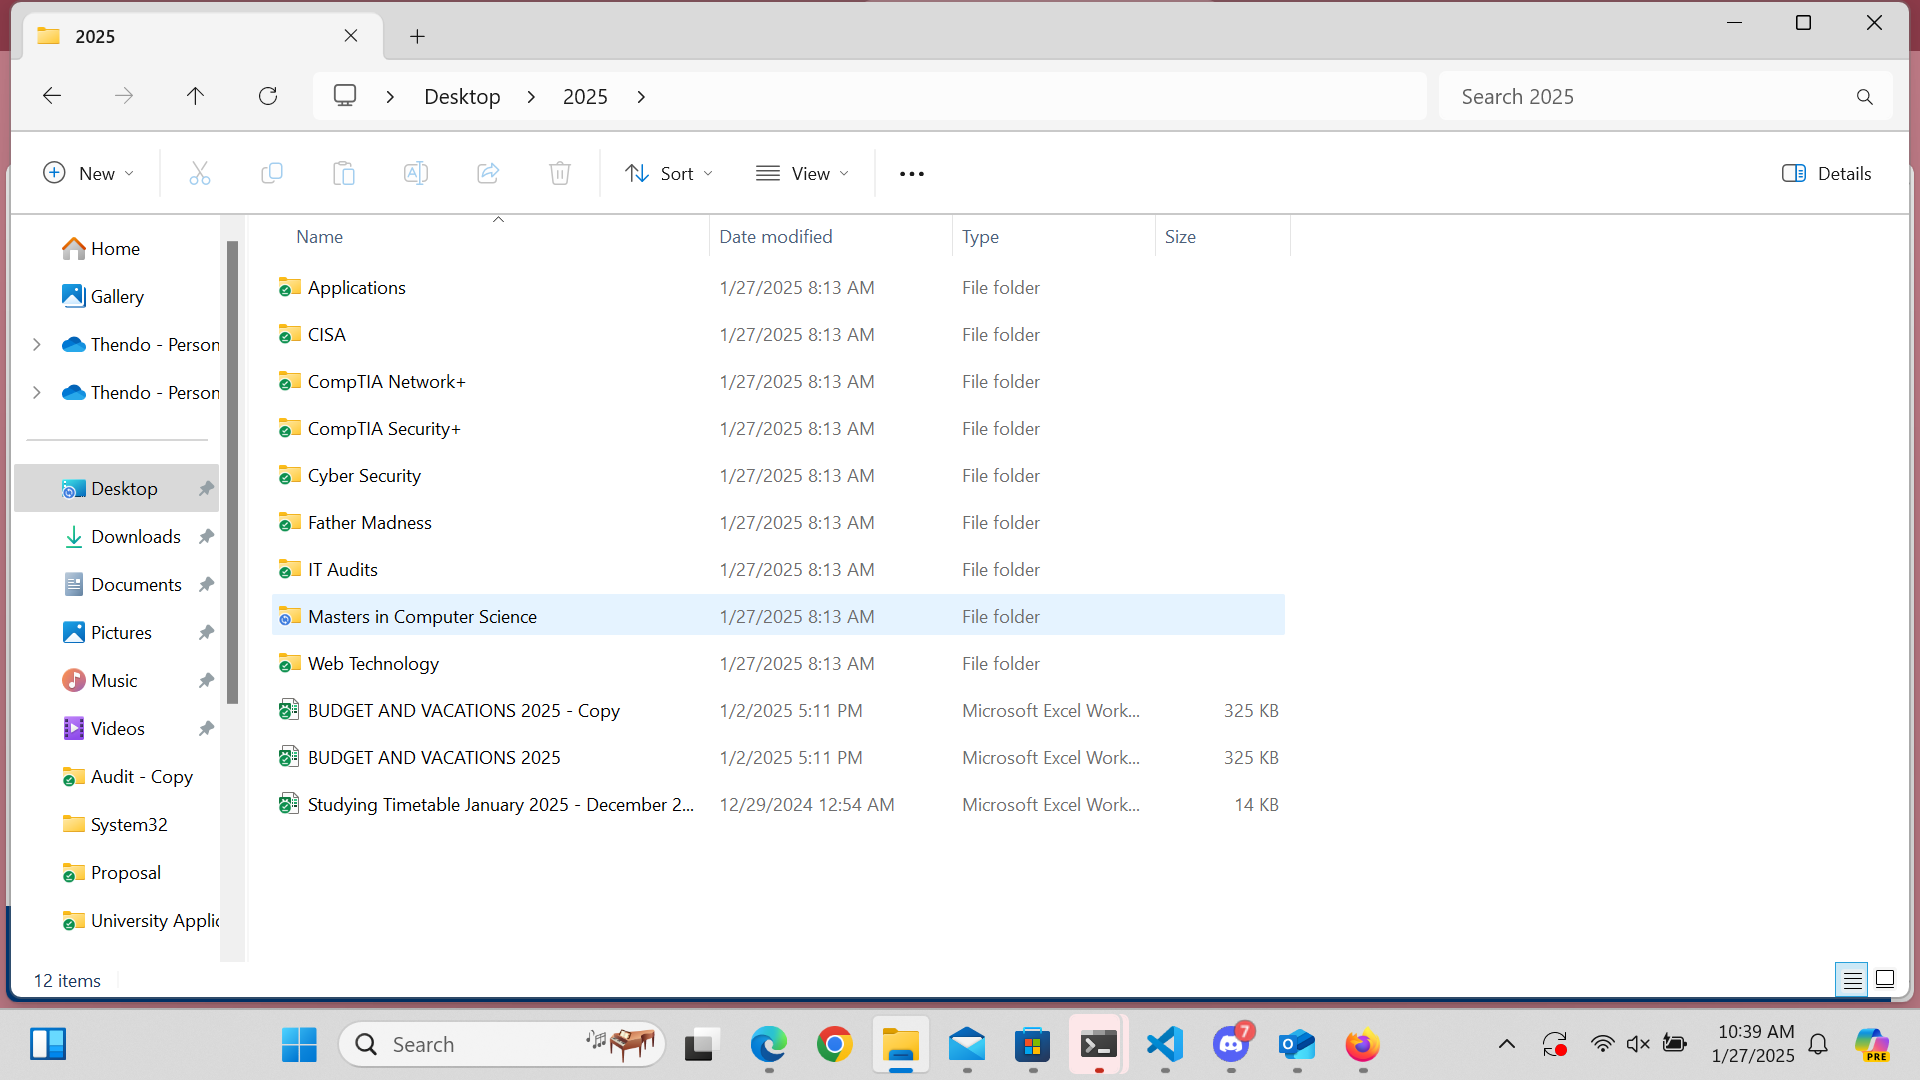 2025
Desktop
2025
Search 2025
New
Sort
View
Details
Home
Gallery
Thendo - Person
Thendo - Person
Desktop
Downloads
Documents
Pictures
Music
Videos
Audit - Copy
System32
Proposal
University Applic
Name Date modified Type Size
Applications 1/27/2025 8:13 AM File folder
CISA 1/27/2025 8:13 AM File folder
CompTIA Network+ 1/27/2025 8:13 AM File folder
CompTIA Security+ 1/27/2025 8:13 AM File folder
Cyber Security 1/27/2025 8:13 AM File folder
Father Madness 1/27/2025 8:13 AM File folder
IT Audits 1/27/2025 8:13 AM File folder
Masters in Computer Science 1/27/2025 8:13 AM File folder
Web Technology 1/27/2025 8:13 AM File folder
BUDGET AND VACATIONS 2025 - Copy 1/2/2025 5:11 PM Microsoft Excel Work... 325 KB
BUDGET AND VACATIONS 2025 1/2/2025 5:11 PM Microsoft Excel Work... 325 KB
Studying Timetable January 2025 - December 2... 12/29/2024 12:54 AM Microsoft Excel Work... 14 KB
12 items
Search
7
10:39 AM
1/27/2025
PRE